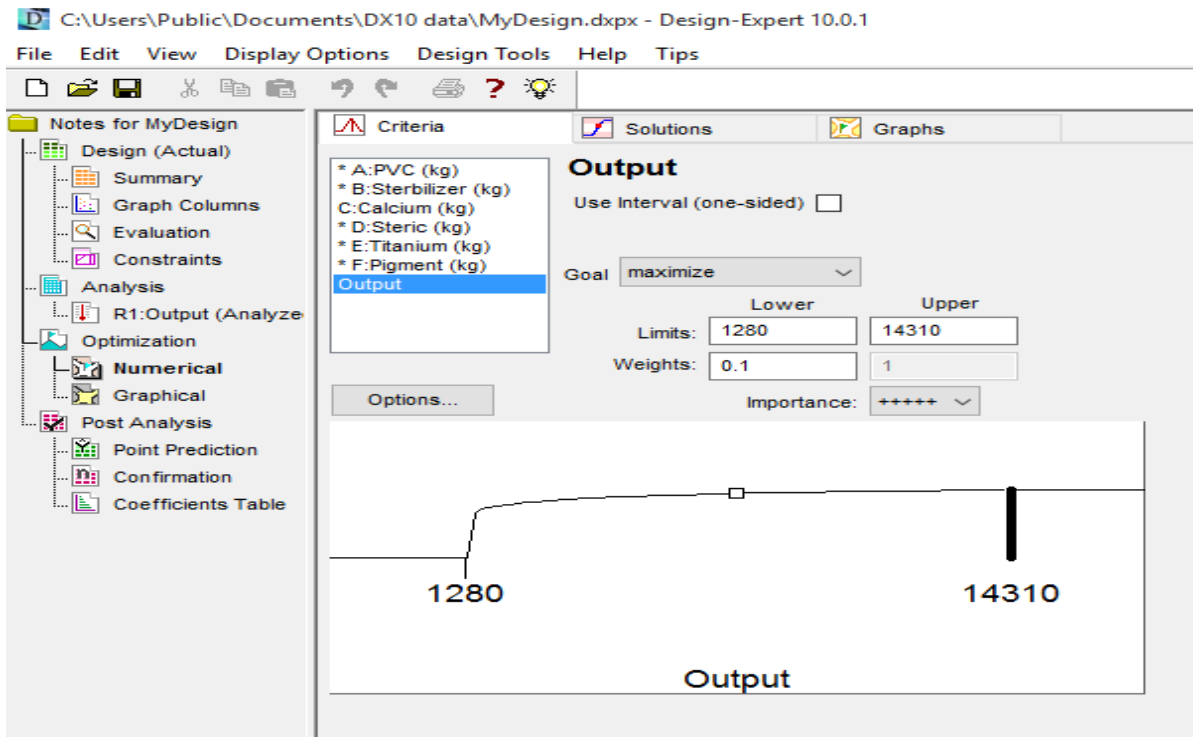 C:\Users\Public\Documents\DX10 data\MyDesign.dxpx - Design-Expert 10.0.1
File Edit View Display Options Design Tools Help Tips
Notes for MyDesign
Design (Actual)
Summary
Graph Columns
Evaluation
Constraints
Analysis
R1:Output (Analyze
Optimization
Numerical
Graphical
Post Analysis
Point Prediction
Confirmation
Coefficients Table
Criteria Solutions Graphs
* A:PVC (kg)
* B:Sterbilizer (kg)
C:Calcium (kg)
* D:Steric (kg)
* E:Titanium (kg)
* F:Pigment (kg)
Output
Options...
Output
Use Interval (one-sided)
Goal maximize
Lower Upper
Limits: 1280 14310
Weights: 0.1 1
Importance: +++++
1280 14310
Output